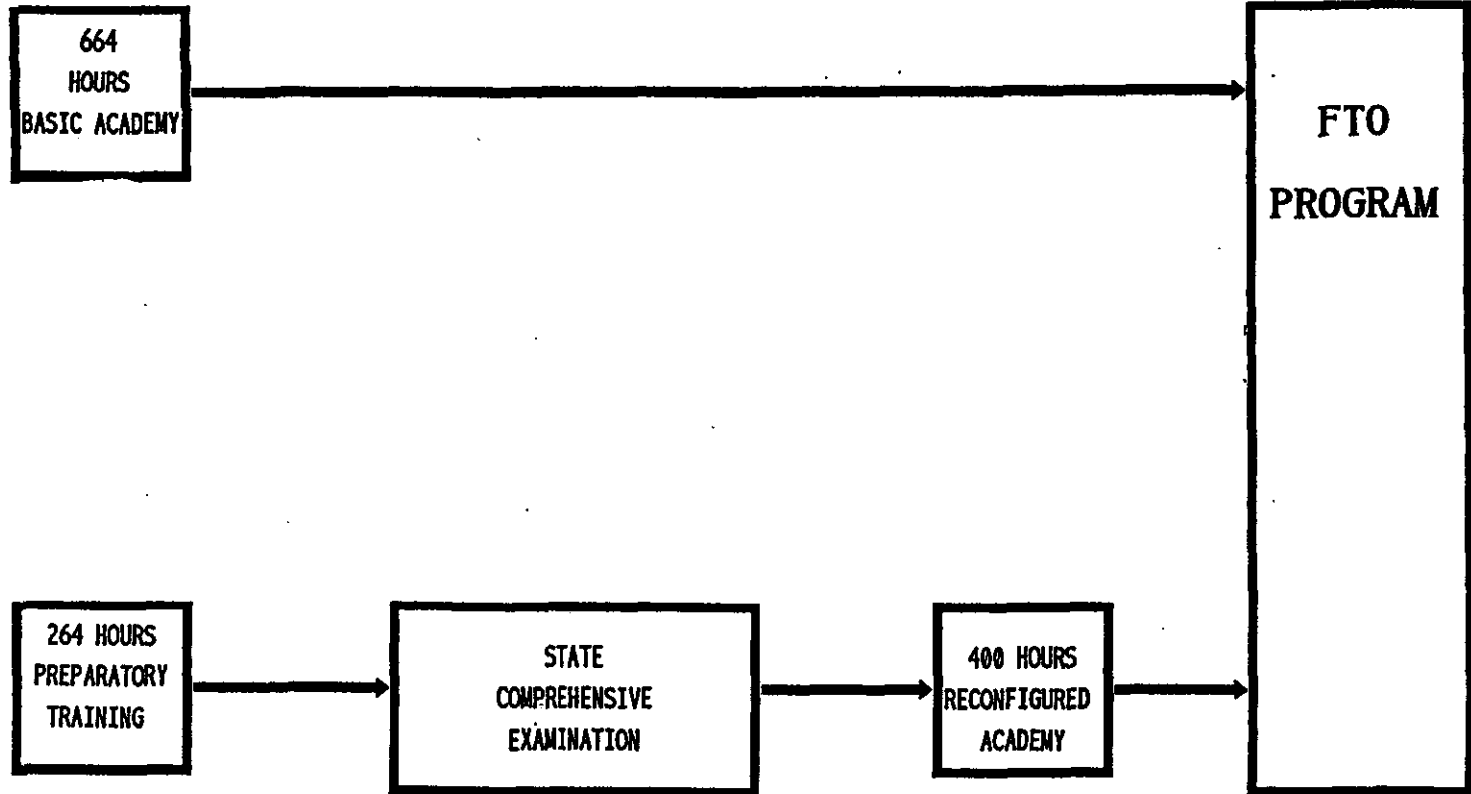 664
HOURS
BASIC ACADEMY
FTO
PROGRAM
264 HOURS
PREPARATORY
TRAINING
STATE
COMPREHENSIVE
EXAMINATION
400 HOURS
RECONFIGURED
ACADEMY